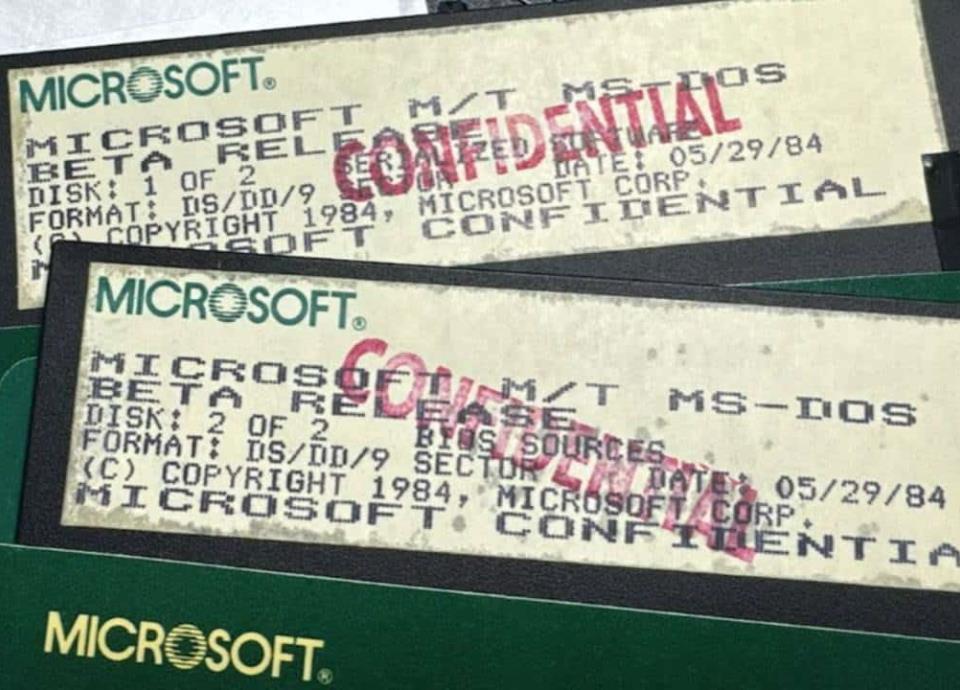 MICROSOFT®
MICROSOFT M/T MS-DOS
BETA RELEASE
CONFIDENTIAL
SERIALIZED SOFTWARE
DISK: 1 OF 2
FORMAT: DS/DD/9 DATE: 05/29/84
(C) COPYRIGHT 1984, MICROSOFT CORP.
CONFIDENTIAL
MICROSOFT®
MICROSOFT M/T MS-DOS
BETA RELEASE
CONFIDENTIAL
DISK: 2 OF 2 BIOS SOURCES
FORMAT: DS/DD/9 SECTOR DATE: 05/29/84
(C) COPYRIGHT 1984, MICROSOFT CORP.
MICROSOFT CONFIDENTIA
MICROSOFT®